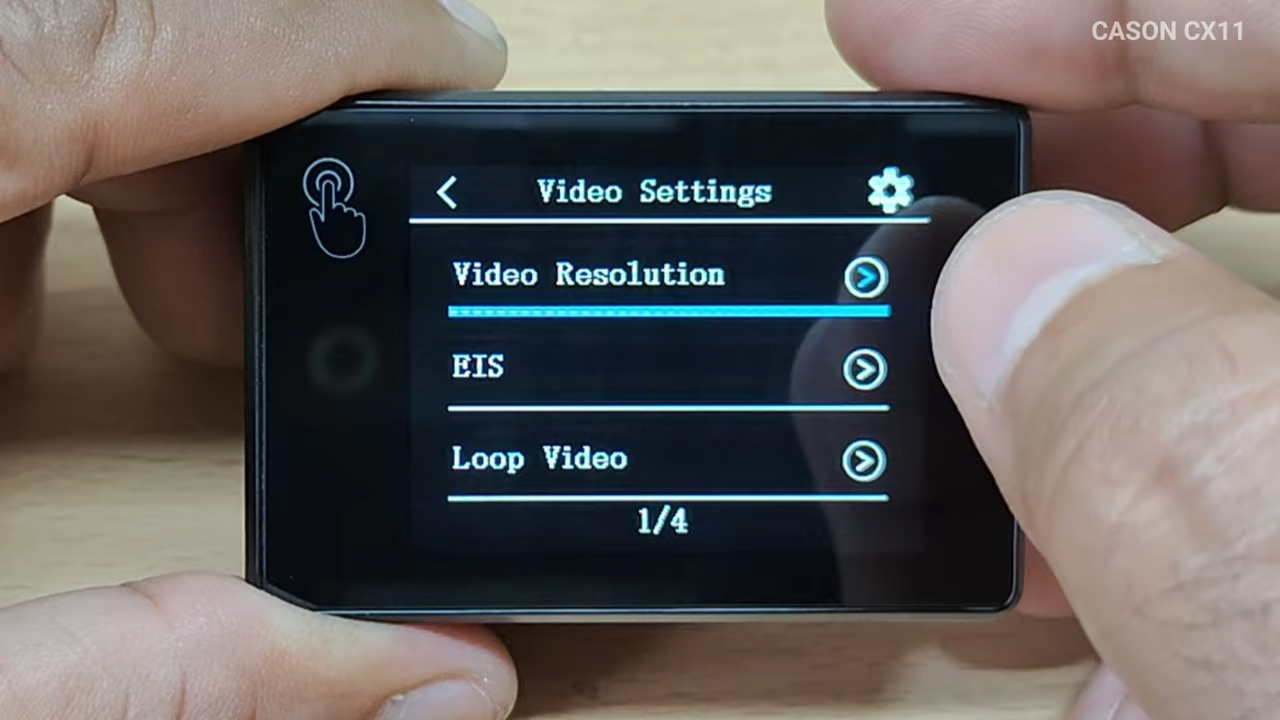 CASON CX11
Video Settings
Video Resolution
EIS
Loop Video
1/4